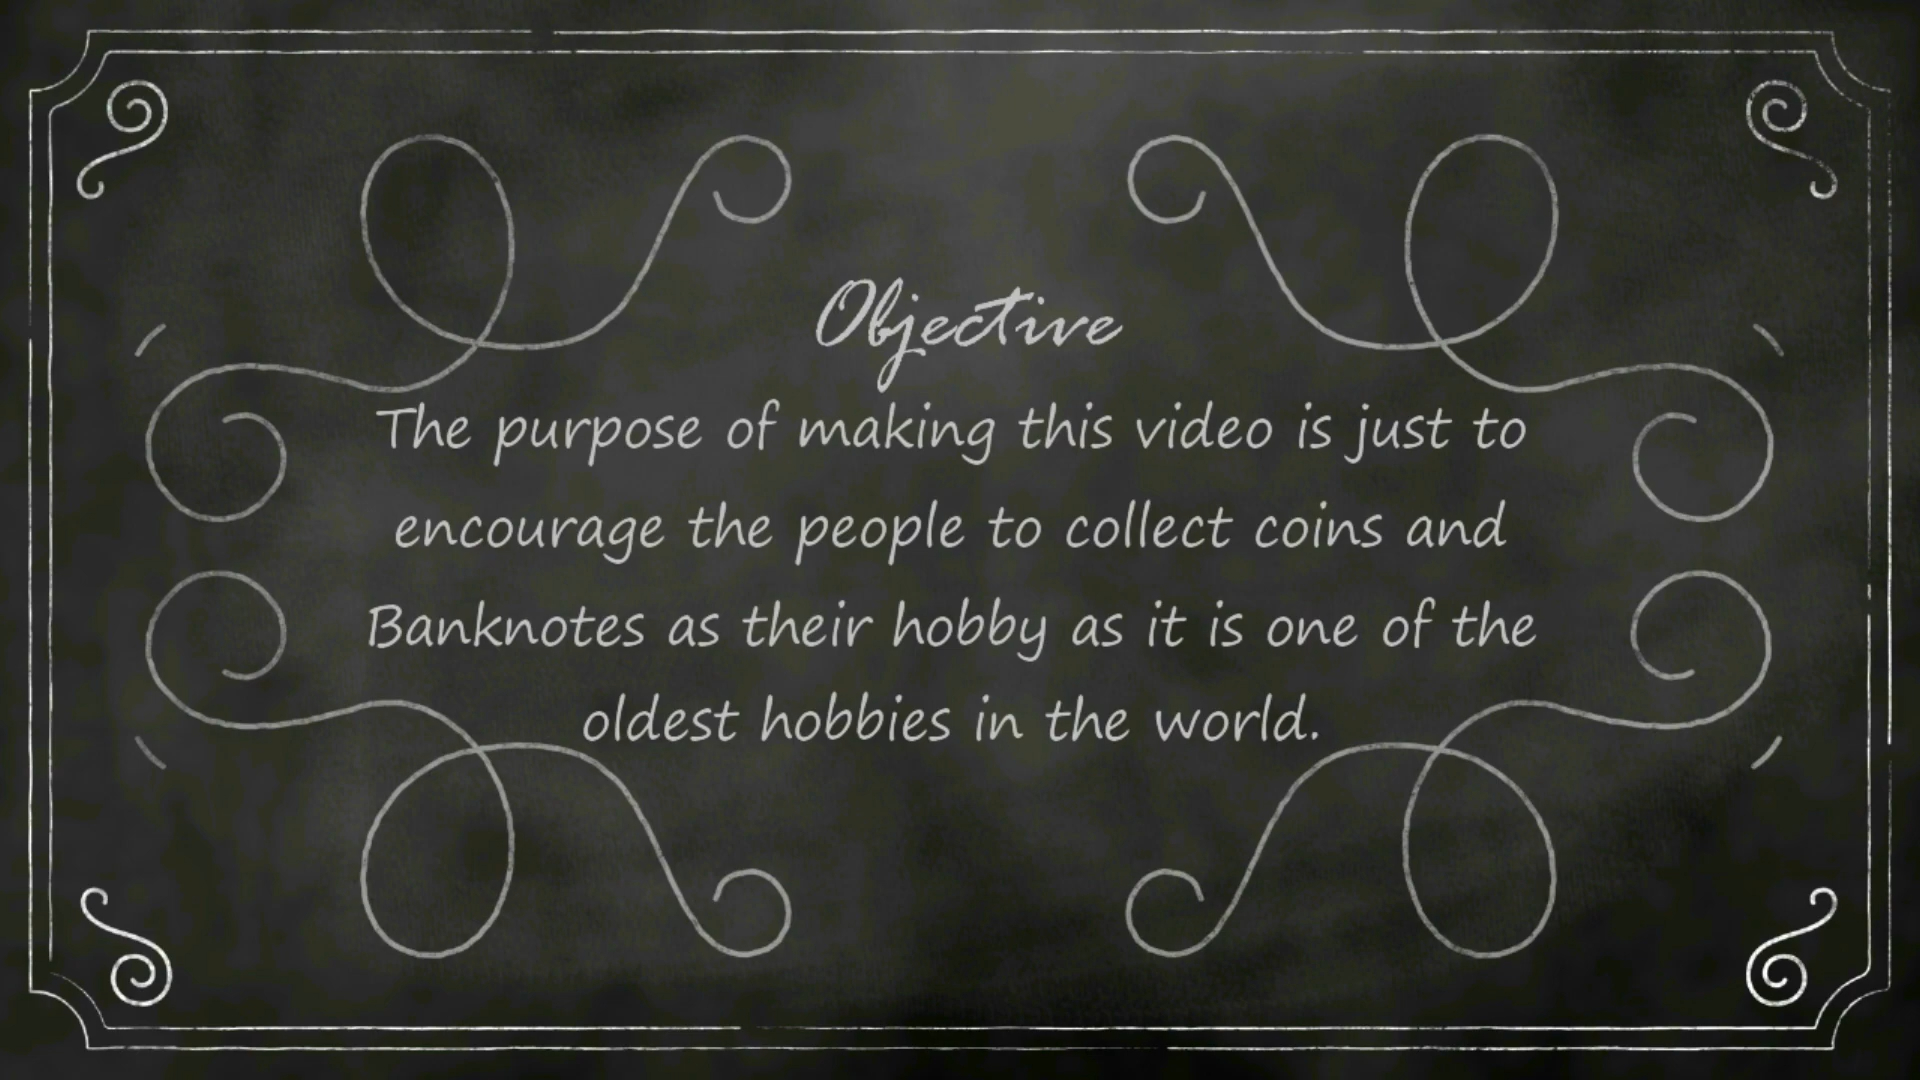 Objective
The purpose of making this video is just to
encourage the people to collect coins and
Banknotes as their hobby as it is one of the
oldest hobbies in the world.